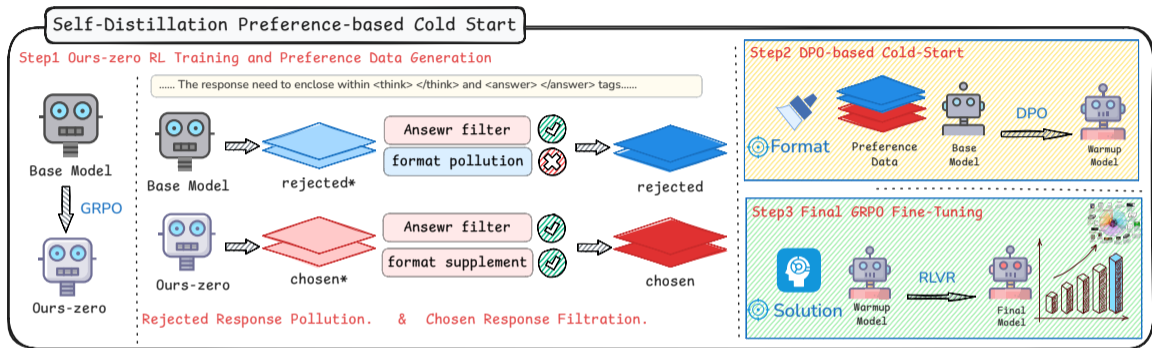 Self-Distillation Preference-based Cold Start
Step1 Ours-zero RL Training and Preference Data Generation
...... The response need to enclose within <think> </think> and <answer> </answer> tags......
Base Model
GRPO
Ours-zero
Base Model
rejected*
Ansewr filter
format pollution
rejected
Ours-zero
chosen*
Ansewr filter
format supplement
chosen
Rejected Response Pollution. & Chosen Response Filtration.
Step2 DPO-based Cold-Start
Format
Preference
Data
Base
Model
DPO
Warmup
Model
Step3 Final GRPO Fine-Tuning
Solution
Warmup
Model
RLVR
Final
Model